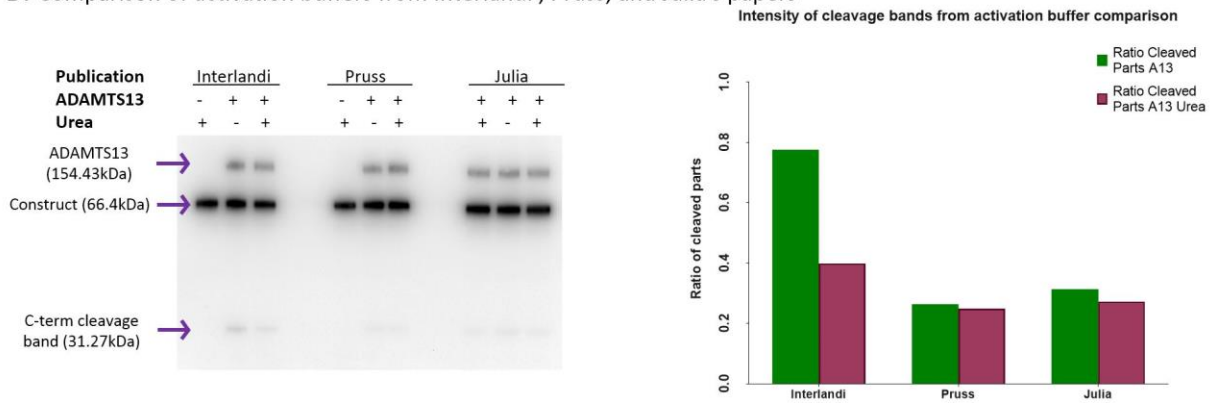 Intensity of cleavage bands from activation buffer comparison
Publication Interlandi Pruss Julia
ADAMTS13 - + + - + + + + +
Urea + - + + - + + - +
ADAMTS13
(154.43kDa)
Construct (66.4kDa)
C-term cleavage
band (31.27kDa)
Ratio Cleaved
Parts A13
Ratio Cleaved
Parts A13 Urea
Ratio of cleaved parts
1.0
0.8
0.6
0.4
0.2
0.0
Interlandi Pruss Julia